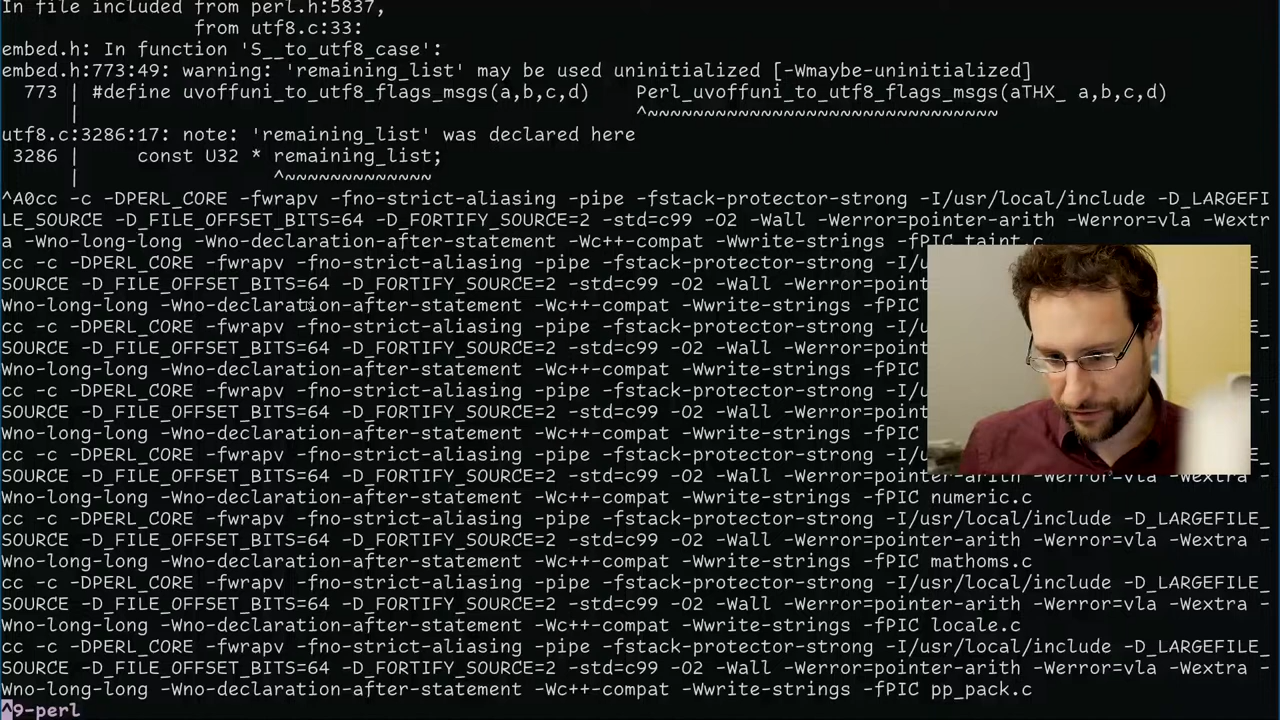 In file included from perl.h:5837,
from utf8.c:33:
embed.h: In function 'S__to_utf8_case':
embed.h:773:49: warning: 'remaining_list' may be used uninitialized [-Wmaybe-uninitialized]
773 | #define uvoffuni_to_utf8_flags_msgs(a,b,c,d) Perl_uvoffuni_to_utf8_flags_msgs(aTHX_ a,b,c,d)
| ^~~~~~~~~~~~~~~~~~~~~~~~~~~~~~~~
utf8.c:3286:17: note: 'remaining_list' was declared here
3286 | const U32 * remaining_list;
| ^~~~~~~~~~~~~~
^A0cc -c -DPERL_CORE -fwrapv -fno-strict-aliasing -pipe -fstack-protector-strong -I/usr/local/include -D_LARGEFI
LE_SOURCE -D_FILE_OFFSET_BITS=64 -D_FORTIFY_SOURCE=2 -std=c99 -O2 -Wall -Werror=pointer-arith -Werror=vla -Wextr
a -Wno-long-long -Wno-declaration-after-statement -Wc++-compat -Wwrite-strings -fPIC taint.c
cc -c -DPERL_CORE -fwrapv -fno-strict-aliasing -pipe -fstack-protector-strong -I/u
SOURCE -D_FILE_OFFSET_BITS=64 -D_FORTIFY_SOURCE=2 -std=c99 -O2 -Wall -Werror=point
Wno-long-long -Wno-declaration-after-statement -Wc++-compat -Wwrite-strings -fPIC
cc -c -DPERL_CORE -fwrapv -fno-strict-aliasing -pipe -fstack-protector-strong -I/u
SOURCE -D_FILE_OFFSET_BITS=64 -D_FORTIFY_SOURCE=2 -std=c99 -O2 -Wall -Werror=point
Wno-long-long -Wno-declaration-after-statement -Wc++-compat -Wwrite-strings -fPIC
cc -c -DPERL_CORE -fwrapv -fno-strict-aliasing -pipe -fstack-protector-strong -I/u
SOURCE -D_FILE_OFFSET_BITS=64 -D_FORTIFY_SOURCE=2 -std=c99 -O2 -Wall -Werror=point
Wno-long-long -Wno-declaration-after-statement -Wc++-compat -Wwrite-strings -fPIC
cc -c -DPERL_CORE -fwrapv -fno-strict-aliasing -pipe -fstack-protector-strong -I/u
SOURCE -D_FILE_OFFSET_BITS=64 -D_FORTIFY_SOURCE=2 -std=c99 -O2 -Wall -Werror=pointer-arith -Werror=vla -Wextra -
Wno-long-long -Wno-declaration-after-statement -Wc++-compat -Wwrite-strings -fPIC numeric.c
cc -c -DPERL_CORE -fwrapv -fno-strict-aliasing -pipe -fstack-protector-strong -I/usr/local/include -D_LARGEFILE_
SOURCE -D_FILE_OFFSET_BITS=64 -D_FORTIFY_SOURCE=2 -std=c99 -O2 -Wall -Werror=pointer-arith -Werror=vla -Wextra -
Wno-long-long -Wno-declaration-after-statement -Wc++-compat -Wwrite-strings -fPIC mathoms.c
cc -c -DPERL_CORE -fwrapv -fno-strict-aliasing -pipe -fstack-protector-strong -I/usr/local/include -D_LARGEFILE_
SOURCE -D_FILE_OFFSET_BITS=64 -D_FORTIFY_SOURCE=2 -std=c99 -O2 -Wall -Werror=pointer-arith -Werror=vla -Wextra -
Wno-long-long -Wno-declaration-after-statement -Wc++-compat -Wwrite-strings -fPIC locale.c
cc -c -DPERL_CORE -fwrapv -fno-strict-aliasing -pipe -fstack-protector-strong -I/usr/local/include -D_LARGEFILE_
SOURCE -D_FILE_OFFSET_BITS=64 -D_FORTIFY_SOURCE=2 -std=c99 -O2 -Wall -Werror=pointer-arith -Werror=vla -Wextra -
Wno-long-long -Wno-declaration-after-statement -Wc++-compat -Wwrite-strings -fPIC pp_pack.c
^9-perl